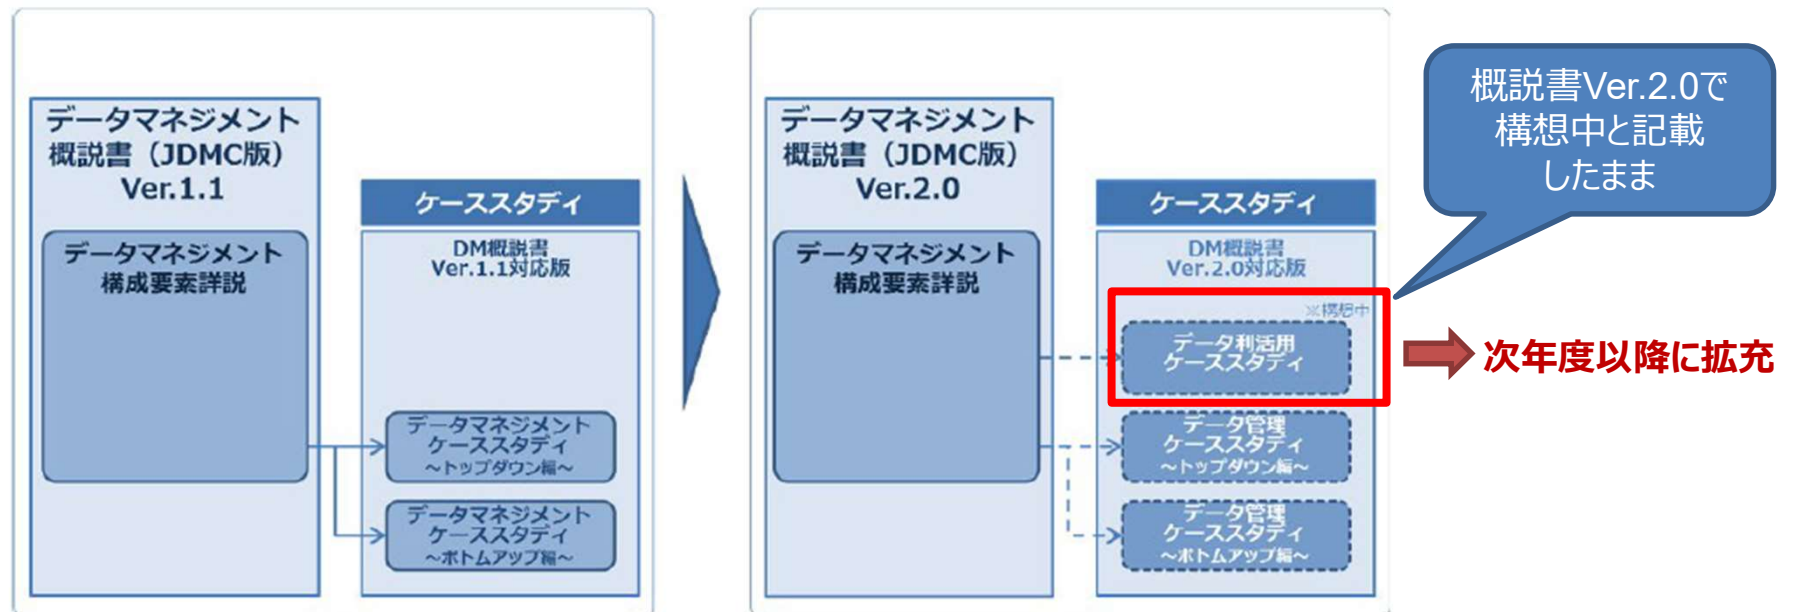 データマネジメント
概説書（JDMC版）
Ver.1.1
データマネジメント
構成要素詳説
ケーススタディ
DM概説書
Ver.1.1対応版
データマネジメント
ケーススタディ
～トップダウン編～
データマネジメント
ケーススタディ
～ボトムアップ編～
データマネジメント
概説書（JDMC版）
Ver.2.0
データマネジメント
構成要素詳説
ケーススタディ
DM概説書
Ver.2.0対応版
※構想中
データ利活用
ケーススタディ
データ管理
ケーススタディ
～トップダウン編～
データ管理
ケーススタディ
～ボトムアップ編～
概説書Ver.2.0で
構想中と記載
したまま
次年度以降に拡充